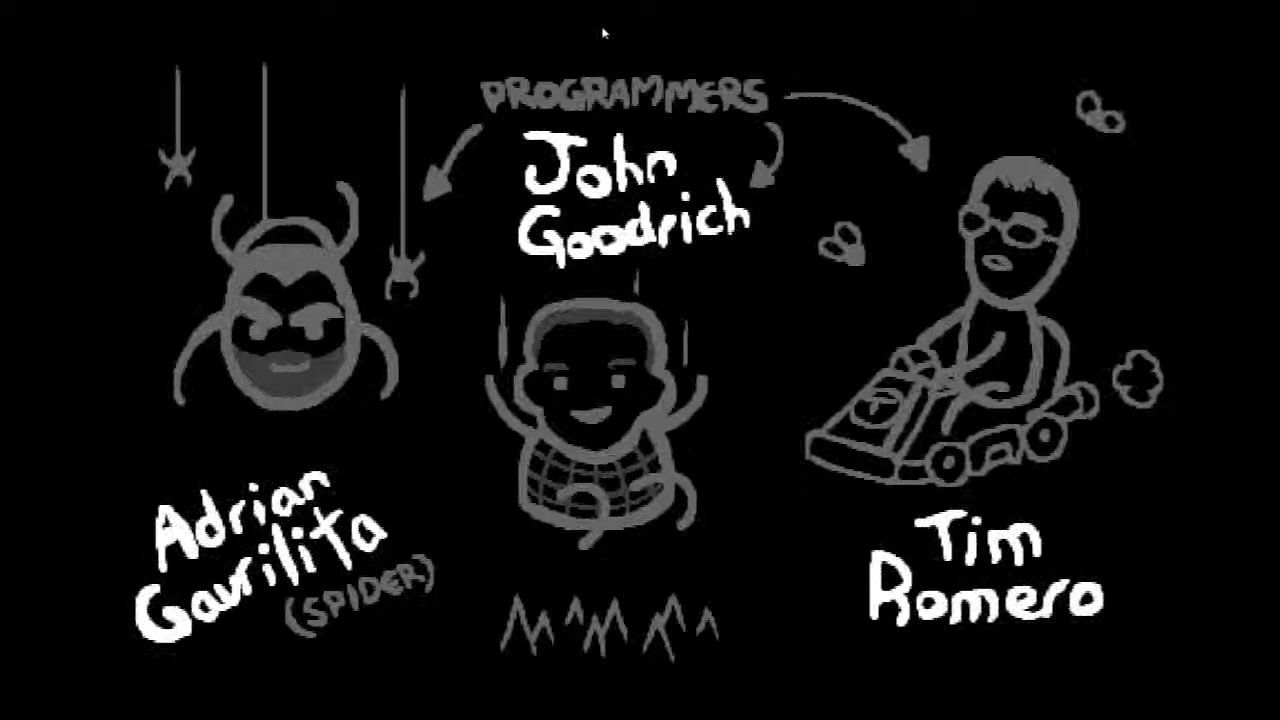 PROGRAMMERS
John
Goodrich
Adrian
Gavrilita
(SPIDER)
Tim
Romero
T